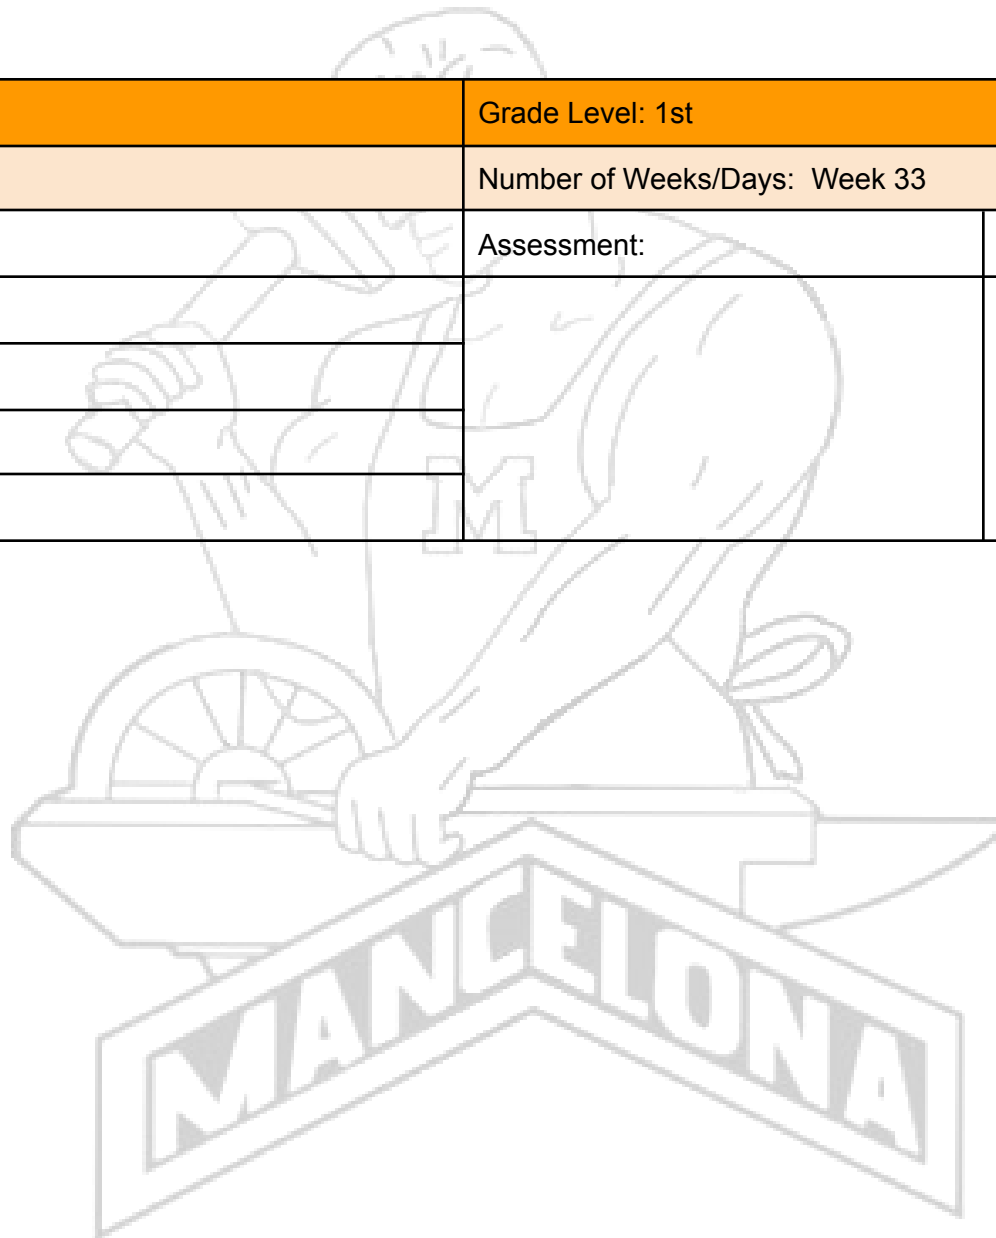 Grade Level: 1st
Number of Weeks/Days: Week 33
Assessment:
M
MANCELONA